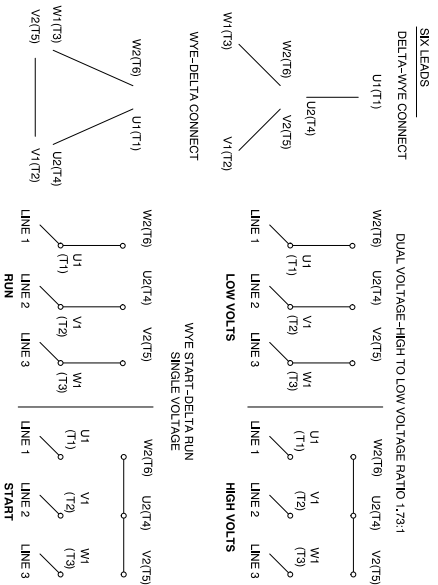 SIX LEADS
DELTA–WYE CONNECT
U1(T1)
U2(T4)
W2(T6)
V2(T5)
W1(T3)
V1(T2)
DUAL VOLTAGE–HIGH TO LOW VOLTAGE RATIO 1.73:1
W2(T6) U2(T4) V2(T5)
U1 (T1) V1 (T2) W1 (T3)
LINE 1 LINE 2 LINE 3
LOW VOLTS
W2(T6) U2(T4) V2(T5)
U1 (T1) V1 (T2) W1 (T3)
LINE 1 LINE 2 LINE 3
HIGH VOLTS
WYE–DELTA CONNECT
W2(T6) U1(T1)
W1(T3) U2(T4)
V2(T5) V1(T2)
WYE START–DELTA RUN
SINGLE VOLTAGE
W2(T6) U2(T4) V2(T5)
U1 (T1) V1 (T2) W1 (T3)
LINE 1 LINE 2 LINE 3
RUN
W2(T6) U2(T4) V2(T5)
U1 (T1) V1 (T2) W1 (T3)
LINE 1 LINE 2 LINE 3
START